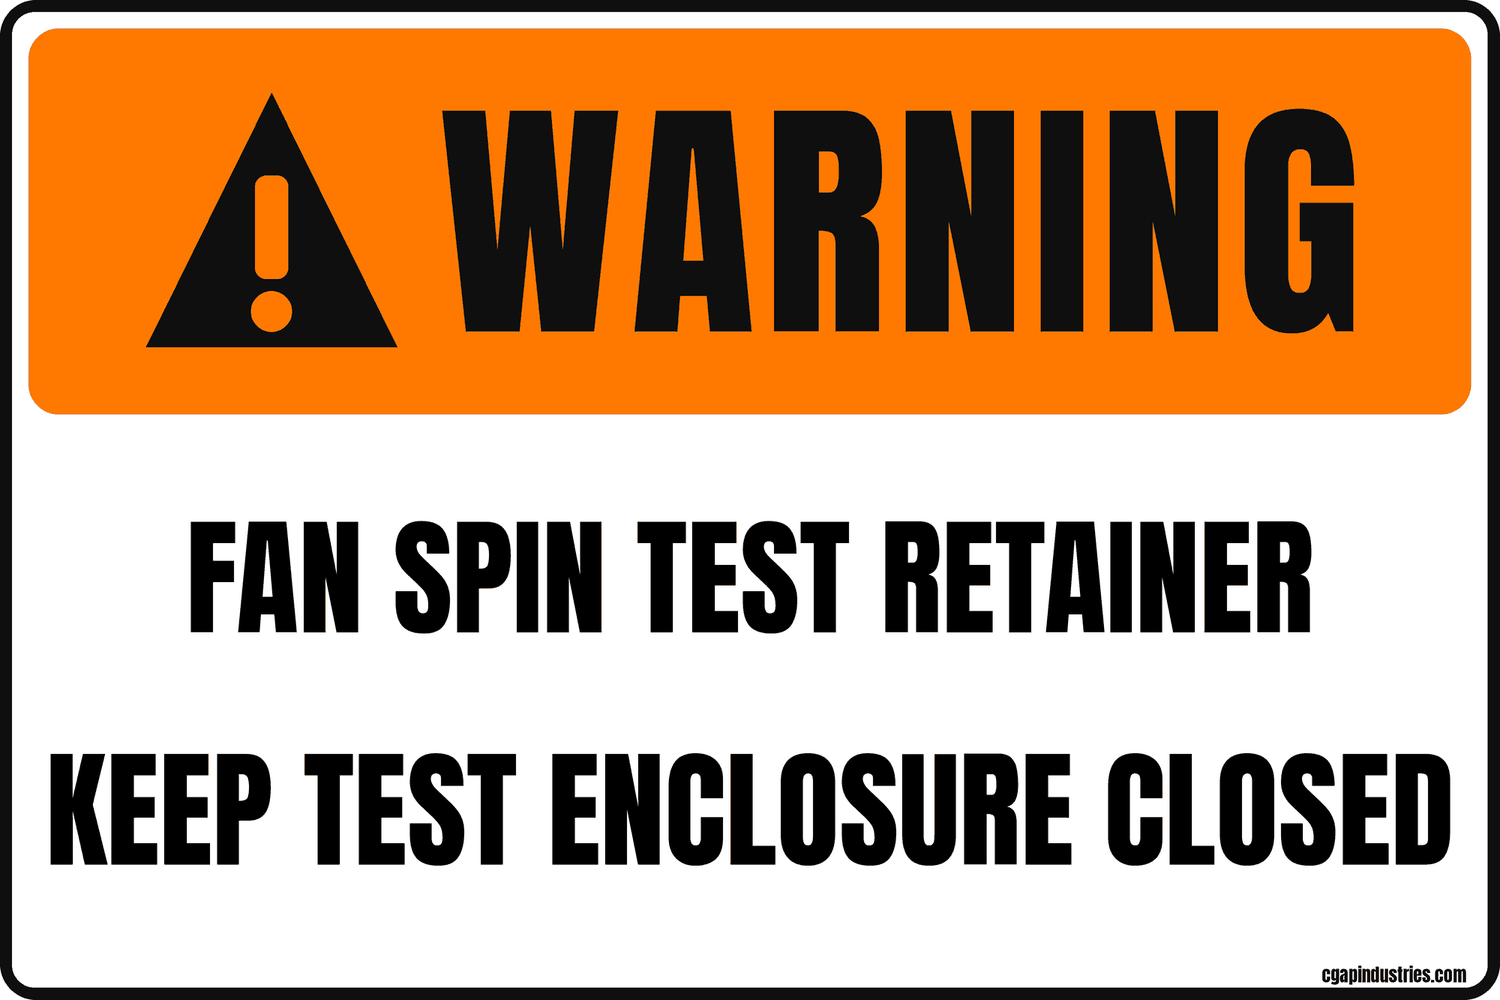 WARNING
FAN SPIN TEST RETAINER
KEEP TEST ENCLOSURE CLOSED
cgapindustries.com